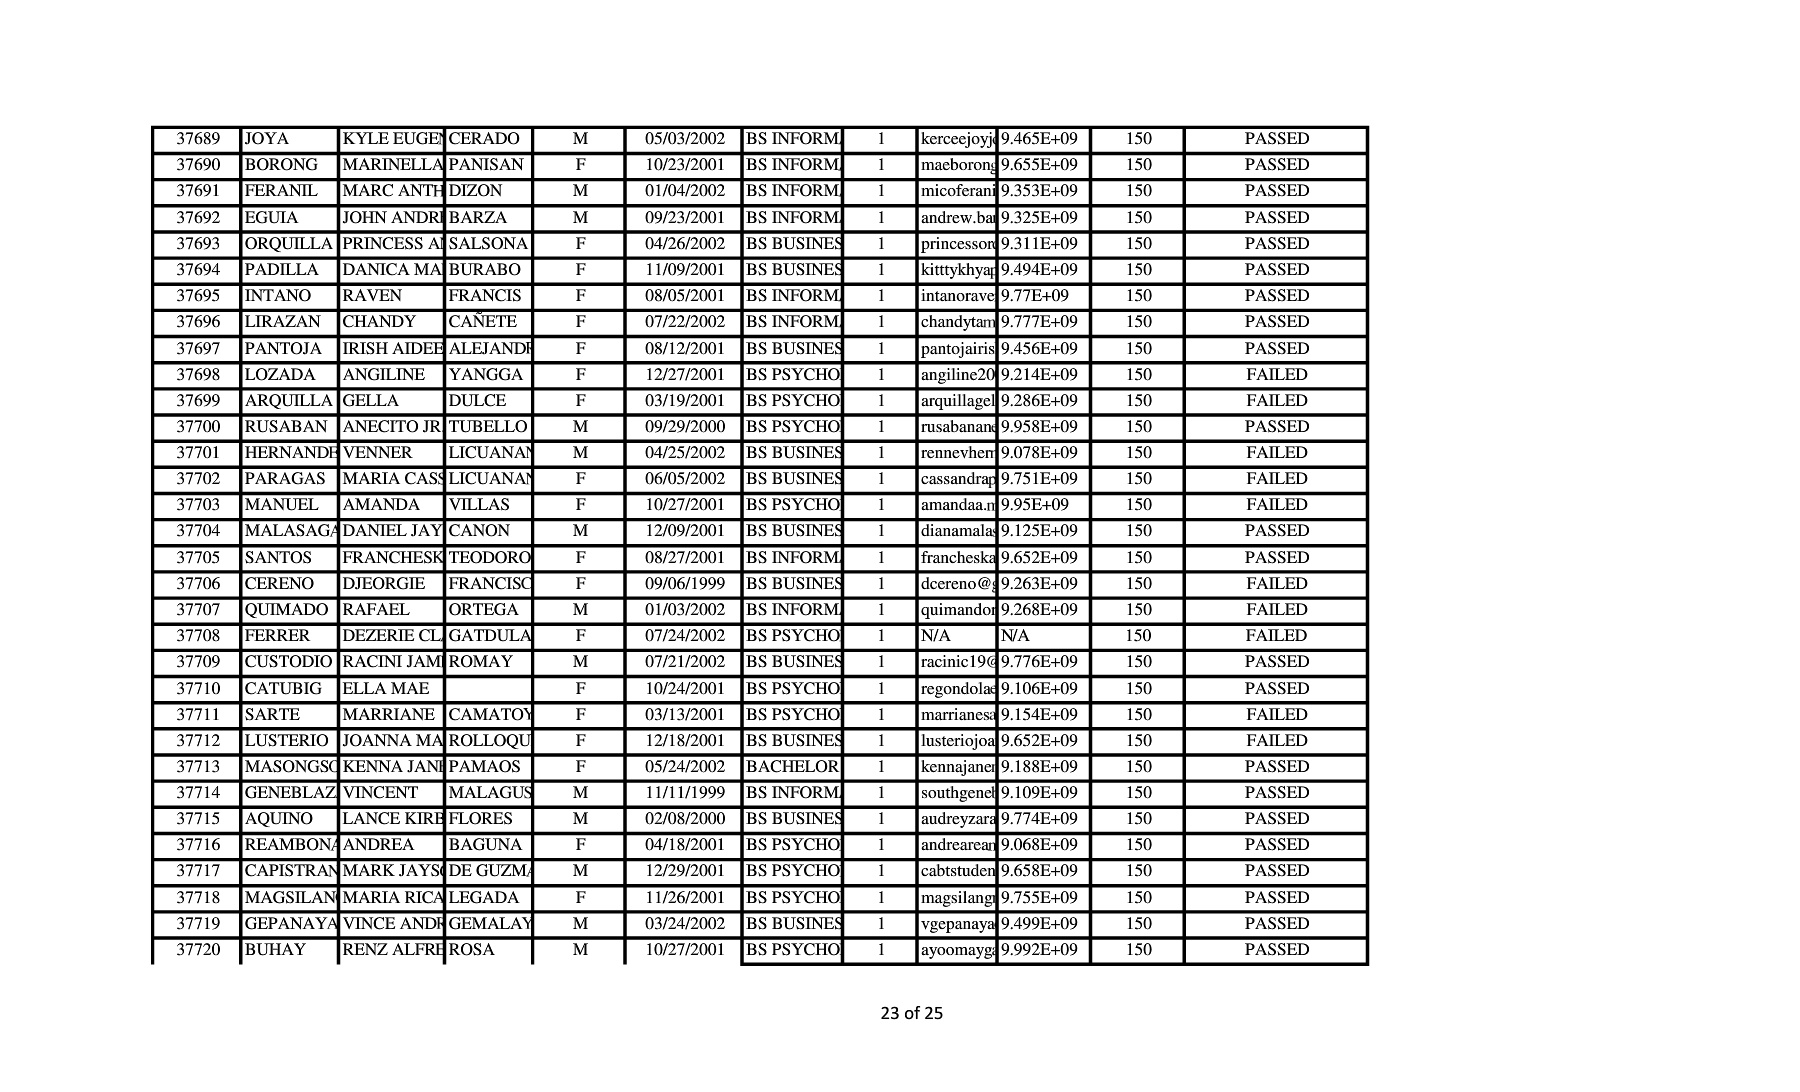 37689 JOYA KYLE EUGEN CERADO M 05/03/2002 BS INFORMA 1 kerceejoyjo 9.465E+09 150 PASSED
37690 BORONG MARINELLA PANISAN F 10/23/2001 BS INFORMA 1 maeborong 9.655E+09 150 PASSED
37691 FERANIL MARC ANTH DIZON M 01/04/2002 BS INFORMA 1 micoferani 9.353E+09 150 PASSED
37692 EGUIA JOHN ANDRE BARZA M 09/23/2001 BS INFORMA 1 andrew.bar 9.325E+09 150 PASSED
37693 ORQUILLA PRINCESS AN SALSONA F 04/26/2002 BS BUSINES 1 princessorq 9.311E+09 150 PASSED
37694 PADILLA DANICA MA BURABO F 11/09/2001 BS BUSINES 1 kitttykhyap 9.494E+09 150 PASSED
37695 INTANO RAVEN FRANCIS F 08/05/2001 BS INFORMA 1 intanorave 9.77E+09 150 PASSED
37696 LIRAZAN CHANDY CAÑETE F 07/22/2002 BS INFORMA 1 chandytam 9.777E+09 150 PASSED
37697 PANTOJA IRISH AIDEE ALEJANDR F 08/12/2001 BS BUSINES 1 pantojairis 9.456E+09 150 PASSED
37698 LOZADA ANGILINE YANGGA F 12/27/2001 BS PSYCHO 1 angiline20 9.214E+09 150 FAILED
37699 ARQUILLA GELLA DULCE F 03/19/2001 BS PSYCHO 1 arquillagel 9.286E+09 150 FAILED
37700 RUSABAN ANECITO JR. TUBELLO M 09/29/2000 BS PSYCHO 1 rusabanane 9.958E+09 150 PASSED
37701 HERNANDE VENNER LICUANAN M 04/25/2002 BS BUSINES 1 rennevhern 9.078E+09 150 FAILED
37702 PARAGAS MARIA CASS LICUANAN F 06/05/2002 BS BUSINES 1 cassandrap 9.751E+09 150 FAILED
37703 MANUEL AMANDA VILLAS F 10/27/2001 BS PSYCHO 1 amandaa.m 9.95E+09 150 FAILED
37704 MALASAGA DANIEL JAY CANON M 12/09/2001 BS BUSINES 1 dianamalas 9.125E+09 150 PASSED
37705 SANTOS FRANCHESK TEODORO F 08/27/2001 BS INFORMA 1 francheska 9.652E+09 150 PASSED
37706 CERENO DJEORGIE FRANCISC F 09/06/1999 BS BUSINES 1 dcereno@g 9.263E+09 150 FAILED
37707 QUIMADO RAFAEL ORTEGA M 01/03/2002 BS INFORMA 1 quimandor 9.268E+09 150 FAILED
37708 FERRER DEZERIE CLA GATDULA F 07/24/2002 BS PSYCHO 1 N/A N/A 150 FAILED
37709 CUSTODIO RACINI JAM ROMAY M 07/21/2002 BS BUSINES 1 racinic19@ 9.776E+09 150 PASSED
37710 CATUBIG ELLA MAE F 10/24/2001 BS PSYCHO 1 regondolae 9.106E+09 150 PASSED
37711 SARTE MARRIANE CAMATOY F 03/13/2001 BS PSYCHO 1 marrianesa 9.154E+09 150 FAILED
37712 LUSTERIO JOANNA MA ROLLOQU F 12/18/2001 BS BUSINES 1 lusteriojoa 9.652E+09 150 FAILED
37713 MASONGSO KENNA JANE PAMAOS F 05/24/2002 BACHELOR 1 kennajanem 9.188E+09 150 PASSED
37714 GENEBLAZ VINCENT MALAGUS M 11/11/1999 BS INFORMA 1 southgeneb 9.109E+09 150 PASSED
37715 AQUINO LANCE KIRB FLORES M 02/08/2000 BS BUSINES 1 audreyzara 9.774E+09 150 PASSED
37716 REAMBONA ANDREA BAGUNA F 04/18/2001 BS PSYCHO 1 andrearean 9.068E+09 150 PASSED
37717 CAPISTRAN MARK JAYSO DE GUZMA M 12/29/2001 BS PSYCHO 1 cabtstuden 9.658E+09 150 PASSED
37718 MAGSILAN MARIA RICA LEGADA F 11/26/2001 BS PSYCHO 1 magsilangr 9.755E+09 150 PASSED
37719 GEPANAYA VINCE ANDR GEMALAY M 03/24/2002 BS BUSINES 1 vgepanaya 9.499E+09 150 PASSED
37720 BUHAY RENZ ALFRE ROSA M 10/27/2001 BS PSYCHO 1 ayoomayga 9.992E+09 150 PASSED
23 of 25